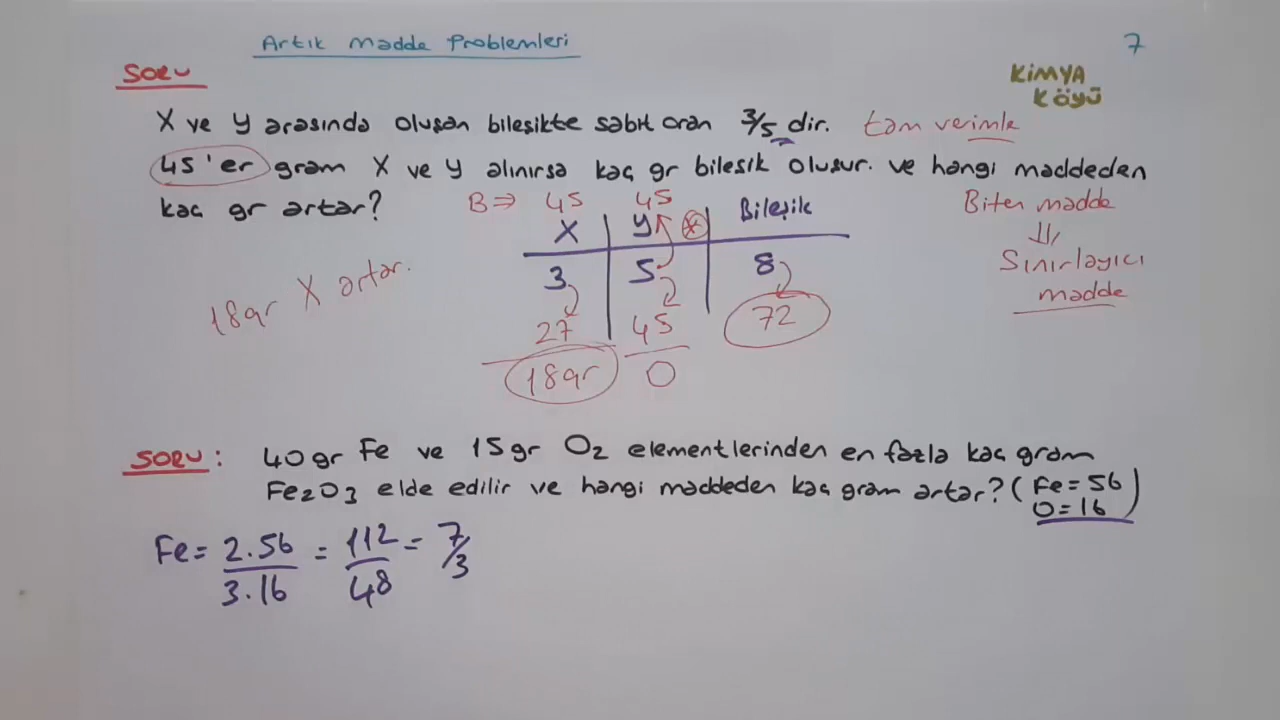 Artık madde Problemleri
7
SORU
KİMYA
KÖYÜ
X ve Y arasında oluşan bileşikte sabit oran 3/5 dir. tam verimle
45'er gram X ve Y alınırsa kaç gr bileşik oluşur. ve hangi maddeden
kaç gr artar?
B ⇒ 45 45
X Y * Bileşik
3 5 8
27 45 72
18gr 0
18gr X artar.
Biten madde
⇓
Sınırlayıcı
madde
SORU: 40gr Fe ve 15gr O₂ elementlerinden en fazla kaç gram
Fe₂O₃ elde edilir ve hangi maddeden kaç gram artar? (Fe=56
O=16)
Fe = 2.56/3.16 = 112/48 = 7/3